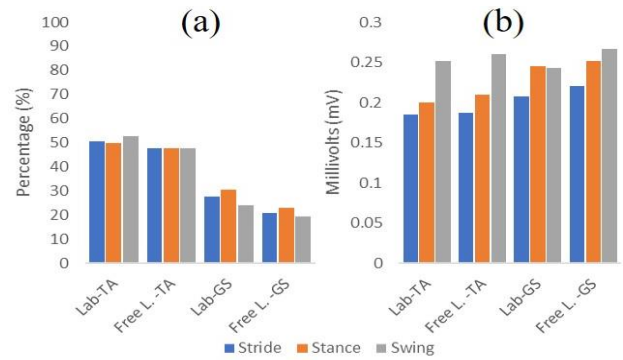 (a)
Percentage (%)
100
90
80
70
60
50
40
30
20
10
0
Lab-TA
Free L. -TA
Lab-GS
Free L. -GS
(b)
Millivolts (mV)
0.3
0.25
0.2
0.15
0.1
0.05
0
Lab-TA
Free L. -TA
Lab-GS
Free L. -GS
Stride Stance Swing